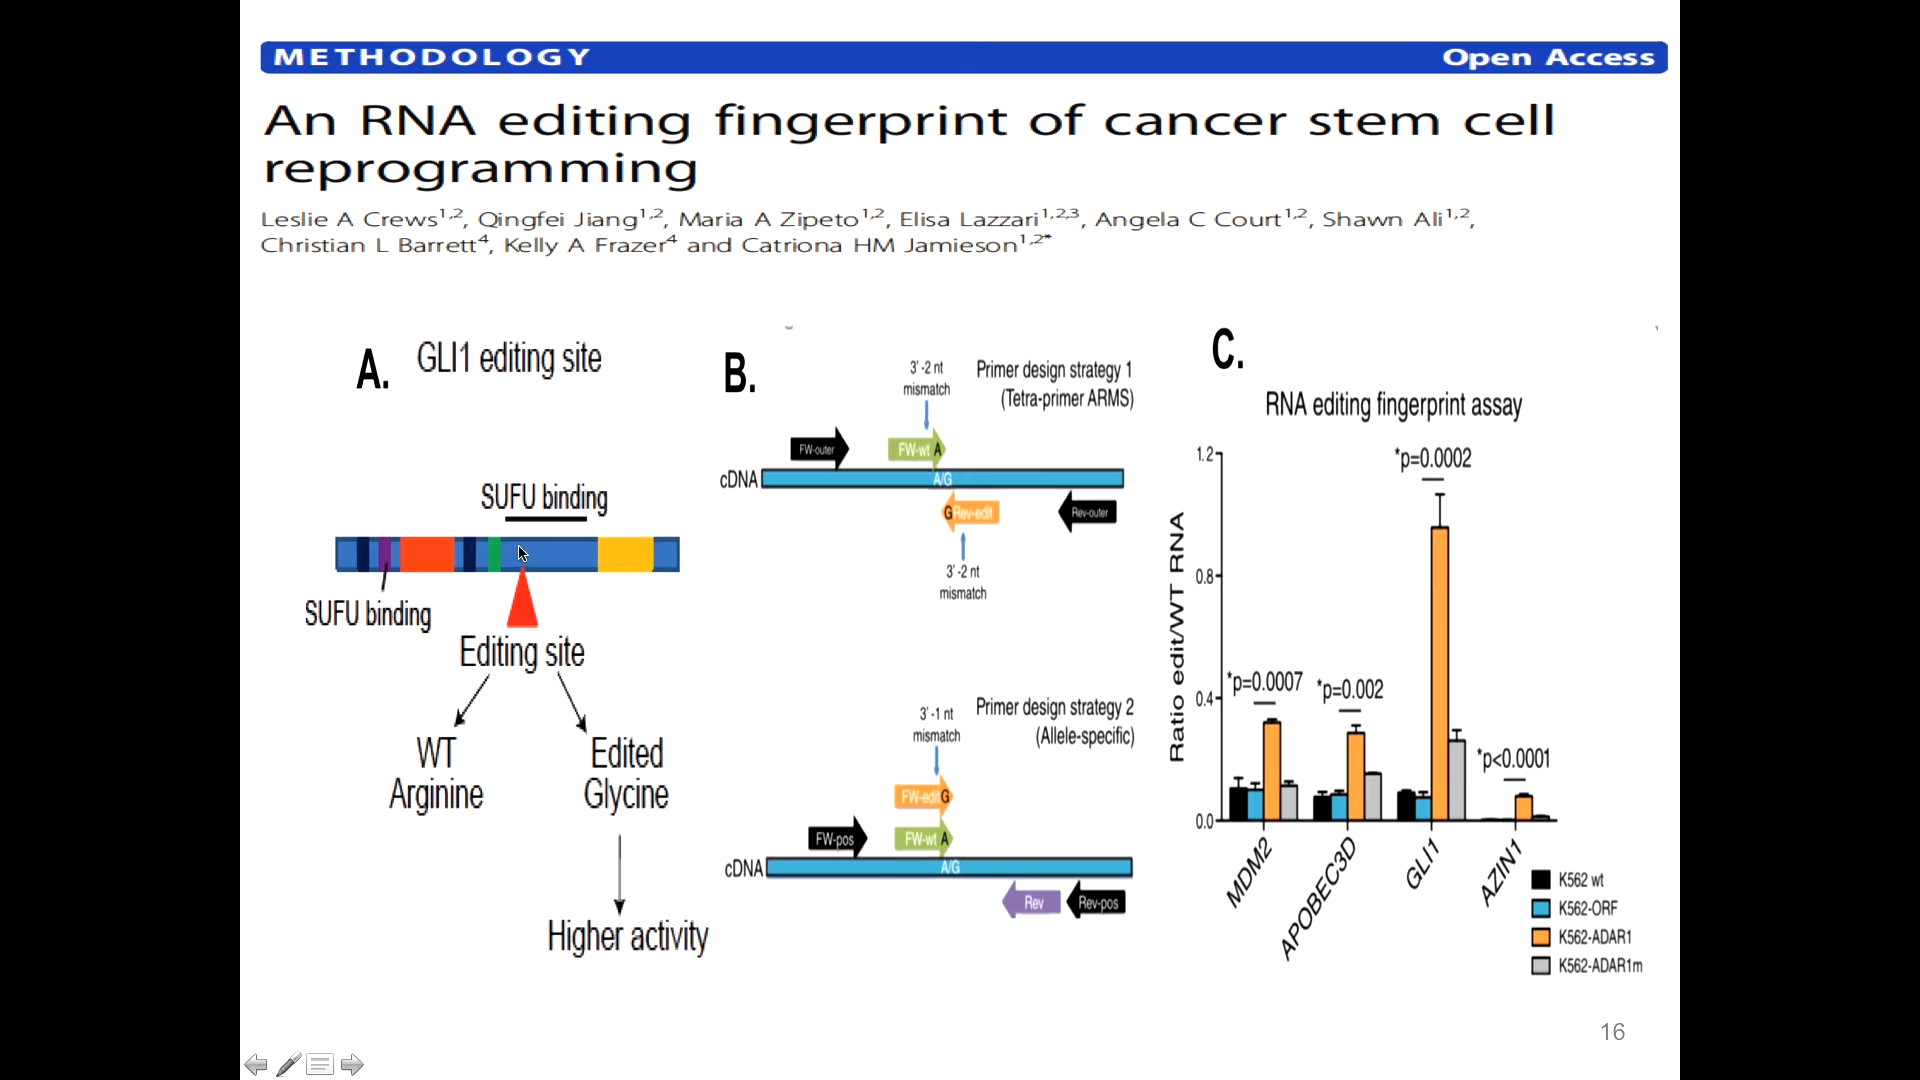 METHODOLOGY
Open Access
An RNA editing fingerprint of cancer stem cell
reprogramming
Leslie A Crews1,2, Qingfei Jiang1,2, Maria A Zipeto1,2, Elisa Lazzari1,2,3, Angela C Court1,2, Shawn Ali1,2,
Christian L Barrett4, Kelly A Frazer4 and Catriona HM Jamieson1,2*
A.
GLI1 editing site
SUFU binding
SUFU binding
Editing site
WT
Arginine
Edited
Glycine
Higher activity
B.
3'-2 nt
mismatch
Primer design strategy 1
(Tetra-primer ARMS)
FW-outer
FW-wt A
cDNA
A/G
G Rev-edit
Rev-outer
3'-2 nt
mismatch
3'-1 nt
mismatch
Primer design strategy 2
(Allele-specific)
FW-edit G
FW-pos
FW-wt A
cDNA
A/G
Rev
Rev-pos
C.
RNA editing fingerprint assay
Ratio edit/WT RNA
1.2
0.8
0.4
0.0
*p=0.0007
*p=0.002
*p=0.0002
*p<0.0001
MDM2
APOBEC3D
GLI1
AZIN1
K562 wt
K562-ORF
K562-ADAR1
K562-ADAR1m
16